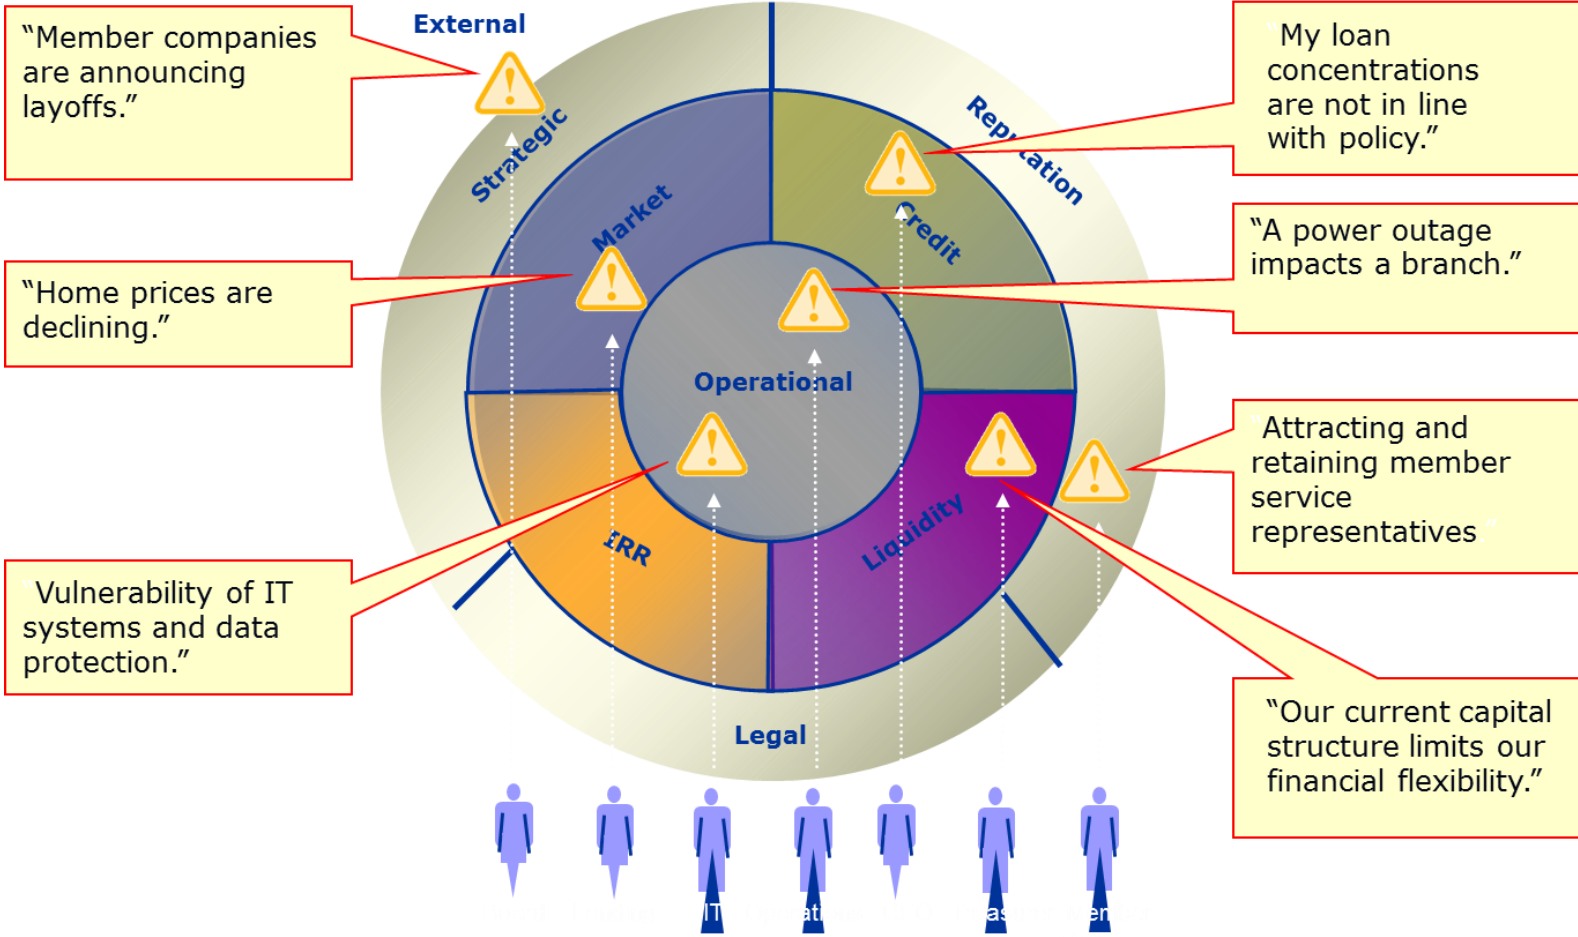 External
“Member companies
are announcing
layoffs.”
"My loan
concentrations
are not in line
with policy.”
Reputation
Strategic
Market
Credit
“A power outage
impacts a branch.”
“Home prices are
declining.”
Operational
"Attracting and
retaining member
service
representatives ”
Liquidity
IRR
"Vulnerability of IT
systems and data
protection.”
“Our current capital
structure limits our
financial flexibility.”
Legal
IT